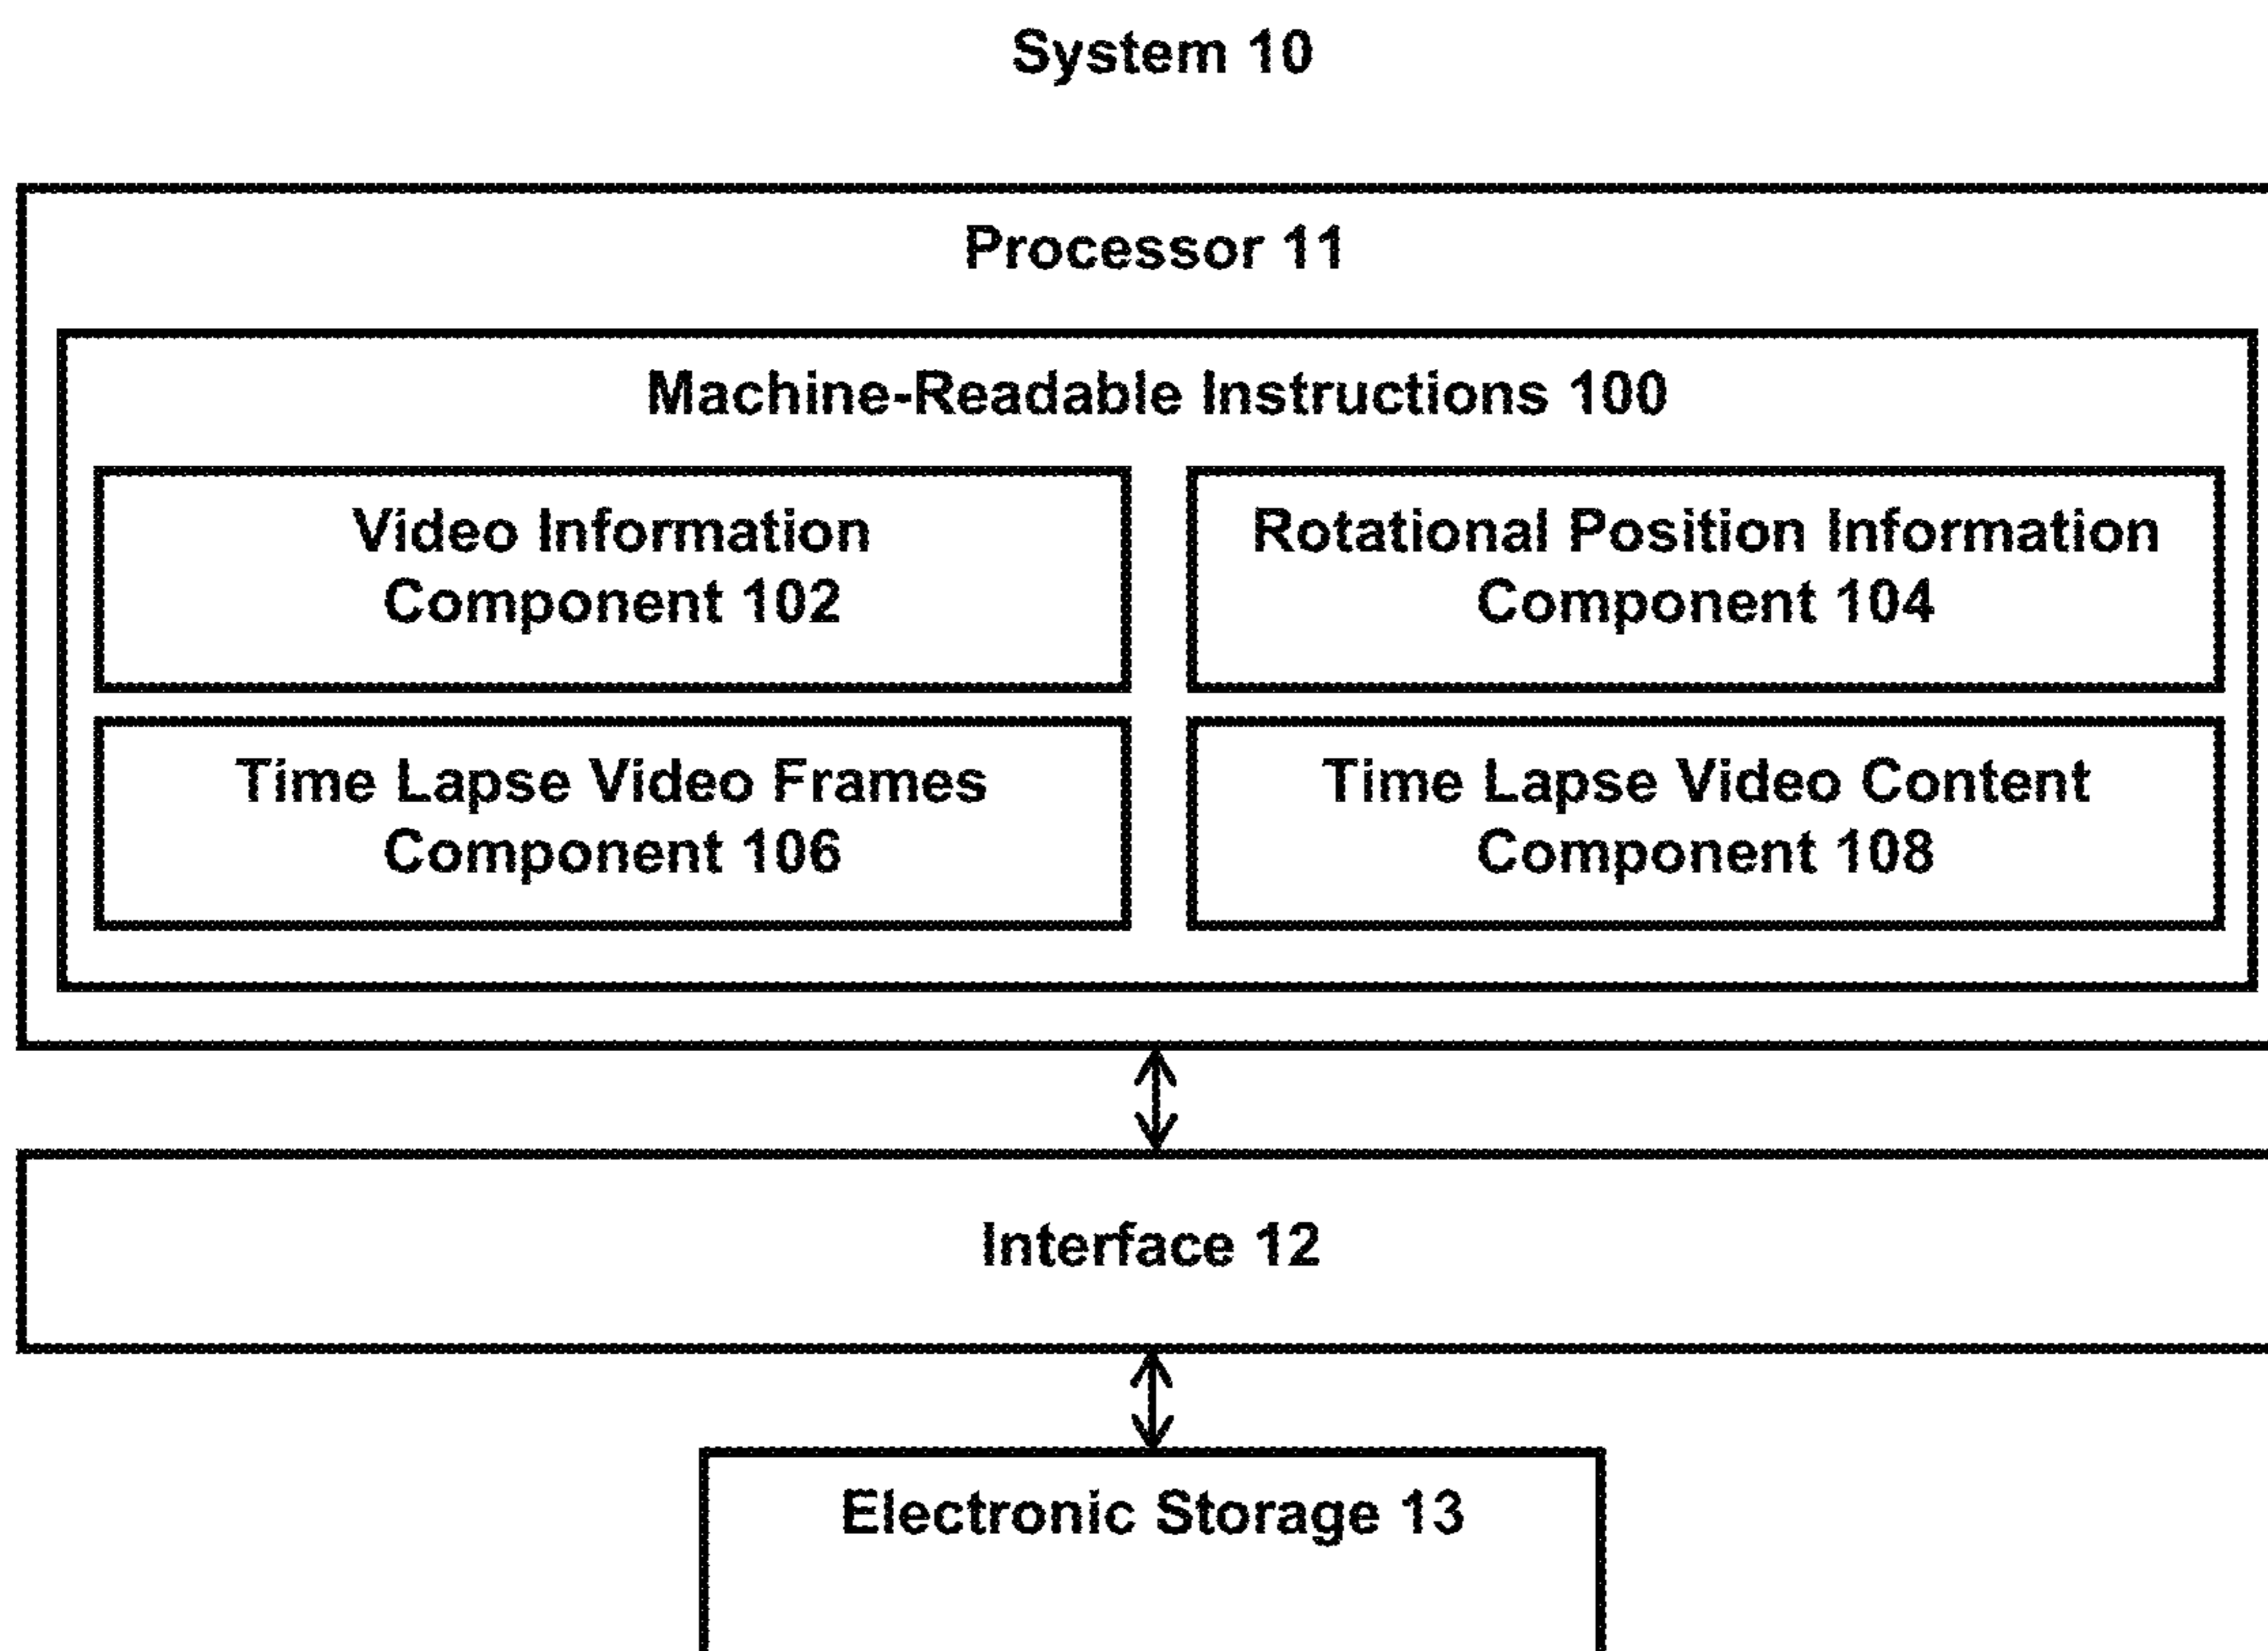 System 10
Processor 11
Machine-Readable Instructions 100
Video Information
Component 102
Rotational Position Information
Component 104
Time Lapse Video Frames
Component 106
Time Lapse Video Content
Component 108
Interface 12
Electronic Storage 13